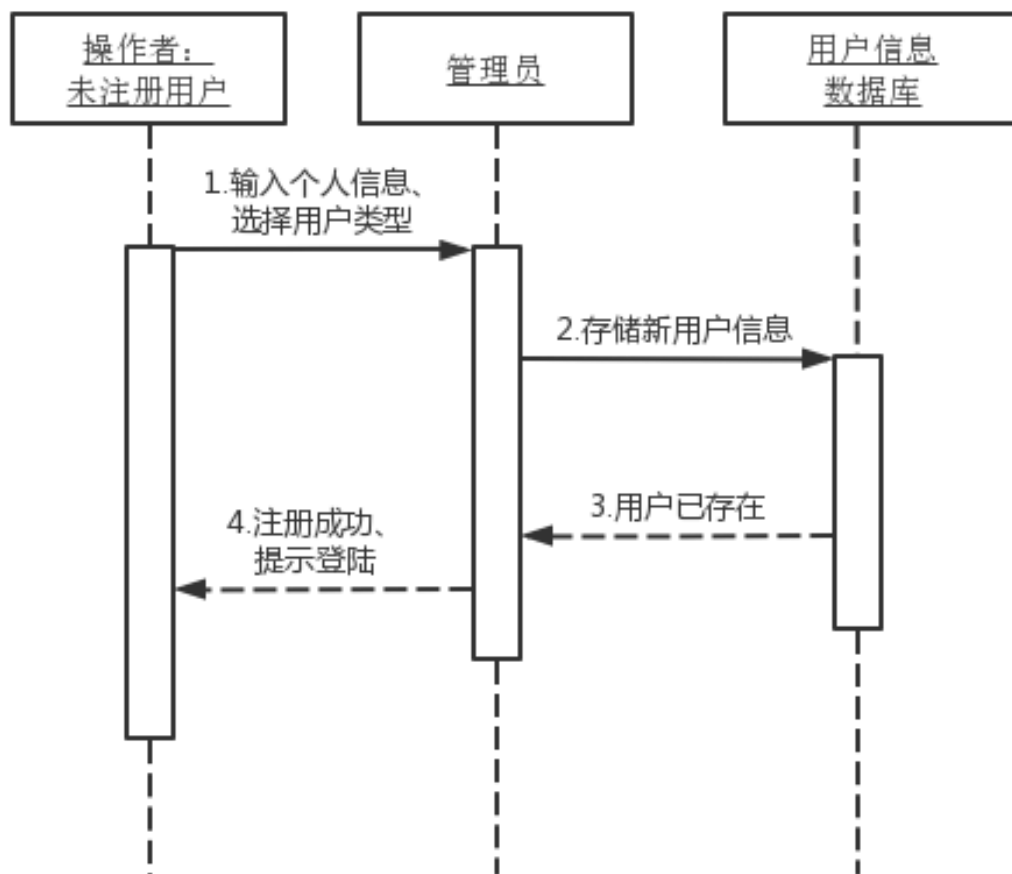 操作者：
未注册用户
管理员
用户信息
数据库
1.输入个人信息、
选择用户类型
2.存储新用户信息
3.用户已存在
4.注册成功、
提示登陆